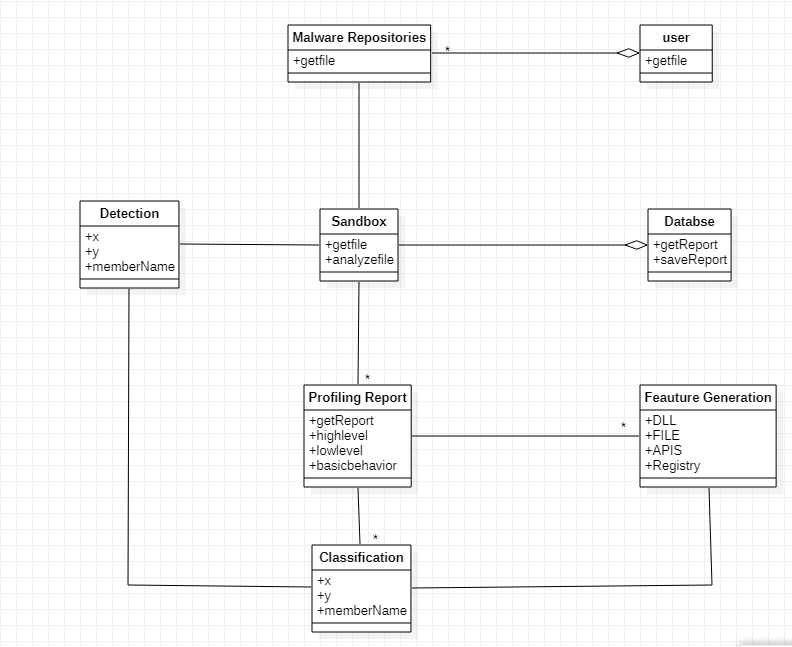 Malware Repositories
+getfile
*
user
+getfile
Detection
+x
+y
+memberName
Sandbox
+getfile
+analyzefile
Databse
+getReport
+saveReport
*
Profiling Report
+getReport
+highlevel
+lowlevel
+basicbehavior
*
Feauture Generation
+DLL
+FILE
+APIS
+Registry
*
Classification
+x
+y
+memberName